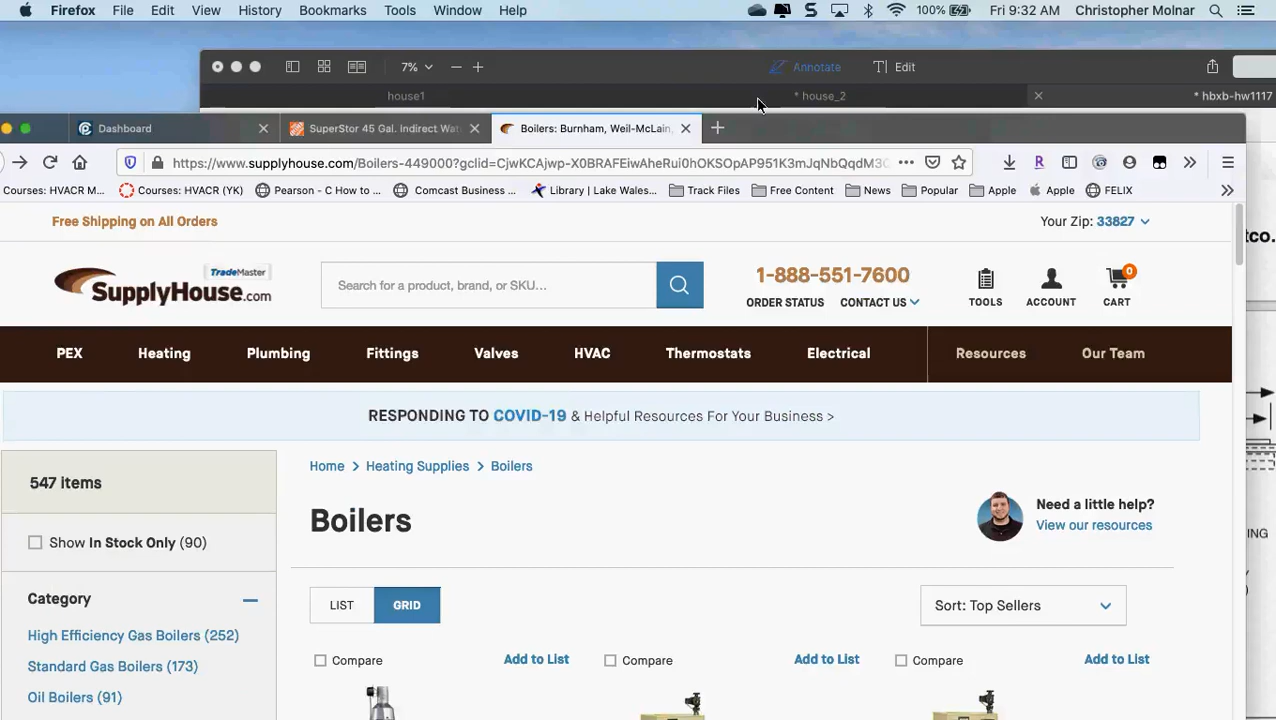 Firefox File Edit View History Bookmarks Tools Window Help 100% Fri 9:32 AM Christopher Molnar
7% Annotate Edit
house1 * house_2 * hbxb-hw1117
Dashboard SuperStor 45 Gal. Indirect Wat Boilers: Burnham, Weil-McLain,
https://www.supplyhouse.com/Boilers-449000?gclid=CjwKCAjwp-X0BRAFEiwAheRui0hOKSOpAP951K3mJqNbQqdM3C
Courses: HVACR M... Courses: HVACR (YK) Pearson - C How to ... Comcast Business ... Library | Lake Wales... Track Files Free Content News Popular Apple Apple FELIX
Free Shipping on All Orders Your Zip: 33827
tco.
TradeMaster
SupplyHouse.com
Search for a product, brand, or SKU...
1-888-551-7600
ORDER STATUS CONTACT US
TOOLS ACCOUNT 0 CART
PEX Heating Plumbing Fittings Valves HVAC Thermostats Electrical Resources Our Team
RESPONDING TO COVID-19 & Helpful Resources For Your Business >
Home > Heating Supplies > Boilers
547 items
Boilers
Need a little help?
View our resources
ING
Show In Stock Only (90)
Category
LIST GRID Sort: Top Sellers
High Efficiency Gas Boilers (252)
Standard Gas Boilers (173)
Oil Boilers (91)
Compare Add to List Compare Add to List Compare Add to List